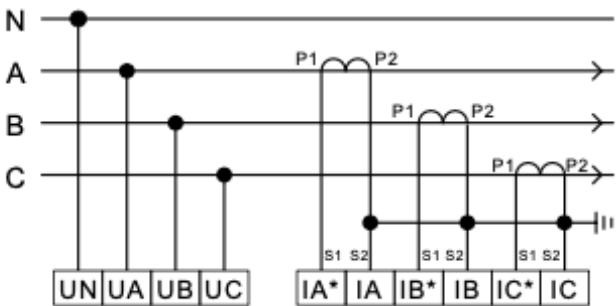 N
A P1 P2
B P1 P2
C P1 P2
S1 S2 S1 S2 S1 S2
UN UA UB UC IA* IA IB* IB IC* IC